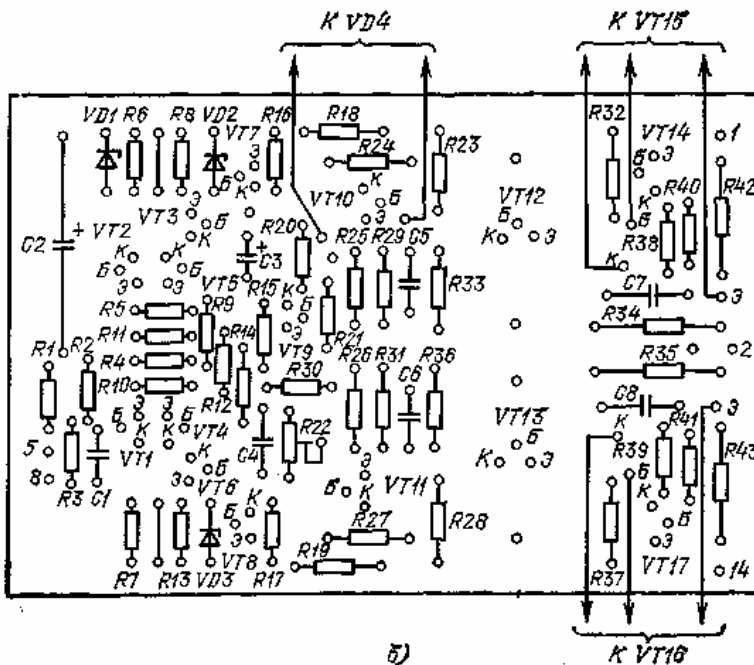 К VD4
К VT15
VD1 R6 R8 VD2 R16
VT7
R18
R24
R23
R32
VT14
1
Э
Б
К
R42
VT10
К
Б
Э
VT12
Б
К
Э
Э
Б
К
R40
К
Б
R38
К
C2
+
VT2
VT3
Э
Б
К
К
Б
Э
К
Б
Э
C3
+
R20
R25 R29 C5
R33
C7
Э
R5
VT5
R9
R15
К
Б
Э
R21
R34
R11
R14
VT9
2
R1 R2
R4
R10
R12
R30
R26 R31 C6 R36
R35
C8
Э
К
Э Э
Б
К
К
VT4
Б
Э
C4
R22
VT13
Б
К
Э
R41
R39
R43
5
8
VT1
R3 C1
VT6
К
Б
Э
VT8
Э
Б
К
VT11
R28
R27
R19
К
Б
Э
VT17
R37
14
R7 R13 VD3 R17
К VT16
б)